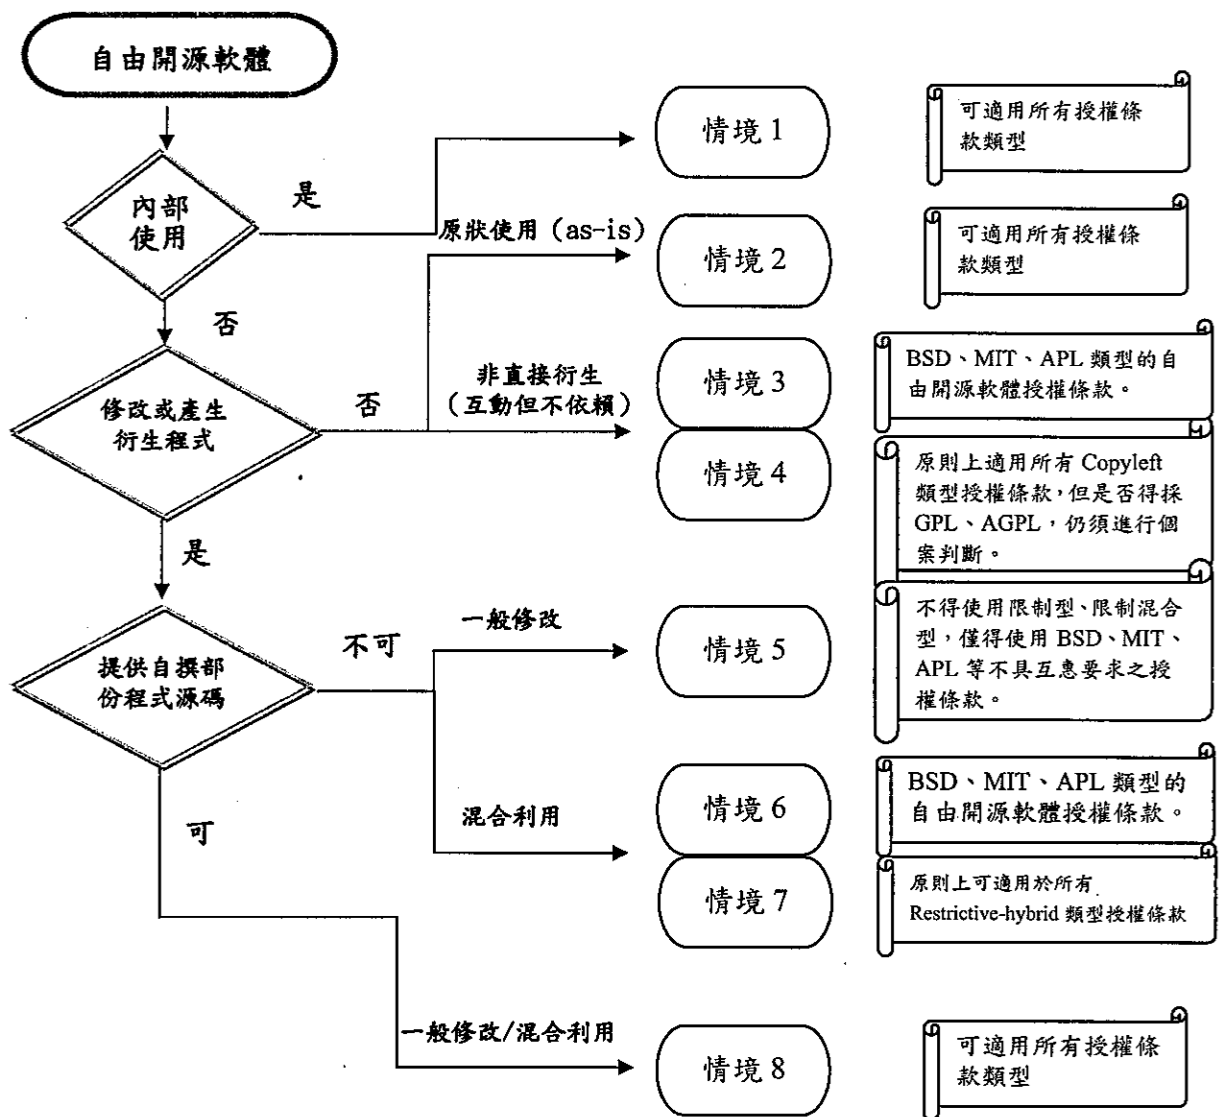 自由開源軟體
情境 1
可適用所有授權條
款類型
內部
使用
是
原狀使用（as-is）
情境 2
可適用所有授權條
款類型
否
修改或產生
衍生程式
否
非直接衍生
（互動但不依賴）
情境 3
BSD、MIT、APL 類型的自
由開源軟體授權條款。
情境 4
原則上適用所有 Copyleft
類型授權條款，但是否得採
GPL、AGPL，仍須進行個
案判斷。
是
提供自撰部
份程式源碼
不可
一般修改
情境 5
不得使用限制型、限制混合
型，僅得使用 BSD、MIT、
APL 等不具互惠要求之授
權條款。
可
混合利用
情境 6
BSD、MIT、APL 類型的
自由開源軟體授權條款。
情境 7
原則上可適用於所有
Restrictive-hybrid 類型授權條款
一般修改/混合利用
情境 8
可適用所有授權條
款類型